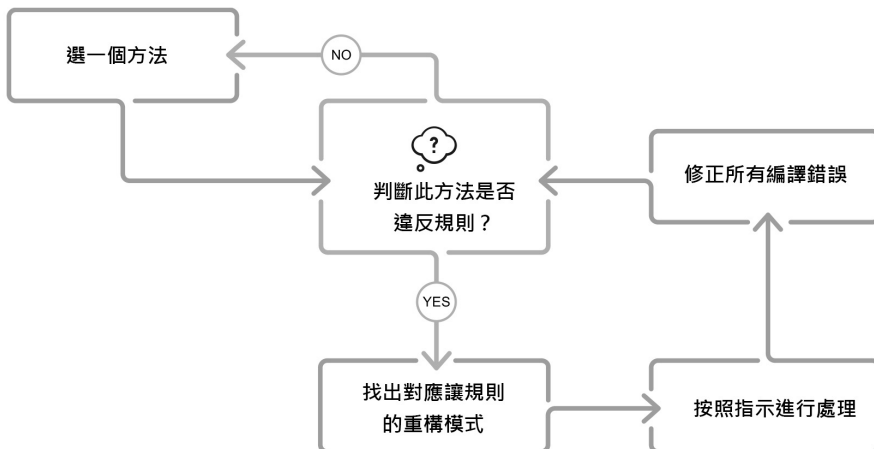 選一個方法
NO
?
判斷此方法是否
違反規則？
修正所有編譯錯誤
YES
找出對應讓規則
的重構模式
按照指示進行處理